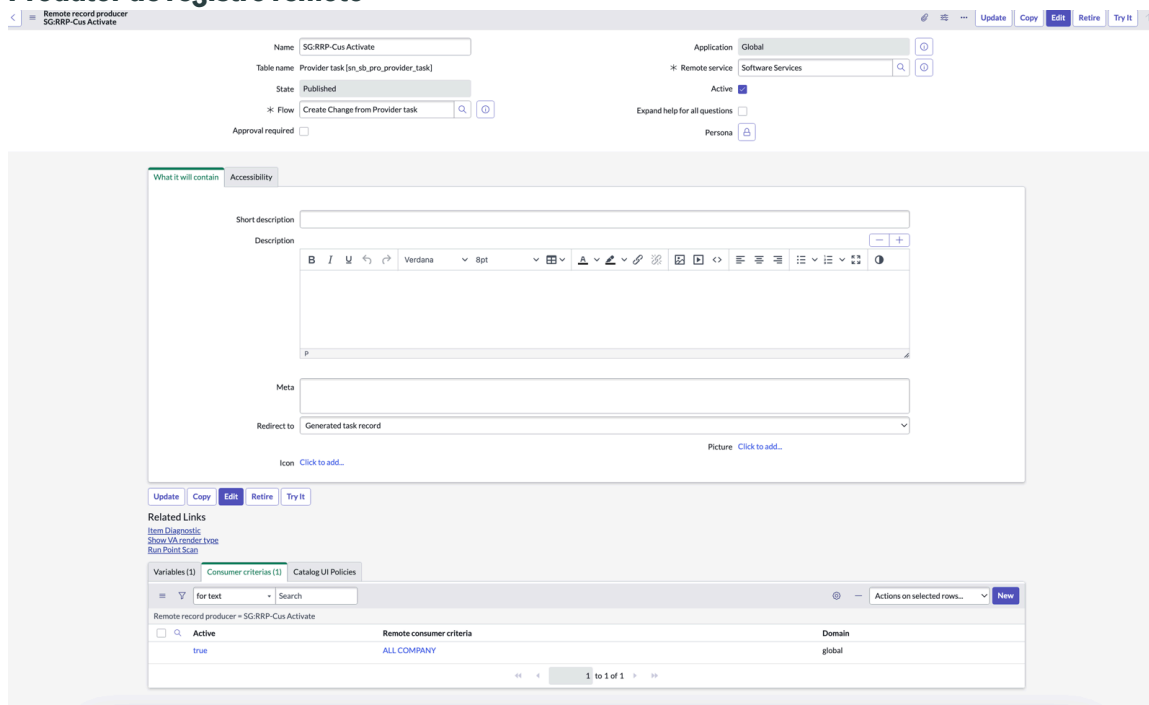 Produtor de registro remoto
Remote record producer
SG:RRP-Cus Activate
Update Copy Edit Retire Try It
Name SG:RRP-Cus Activate
Application Global
Table name Provider task [sn_sb_pro_provider_task]
Remote service Software Services
State Published
Active
Flow Create Change from Provider task
Expand help for all questions
Approval required
Persona
What it will contain Accessibility
Short description
Description
B I U Verdana 8pt A
P
Meta
Redirect to Generated task record
Picture Click to add...
Icon Click to add...
Update Copy Edit Retire Try It
Related Links
Item Diagnostic
Show VA render type
Run Point Scan
Variables (1) Consumer criterias (1) Catalog UI Policies
for text Search Actions on selected rows... New
Remote record producer = SG:RRP-Cus Activate
Active Remote consumer criteria Domain
true ALL COMPANY global
1 to 1 of 1